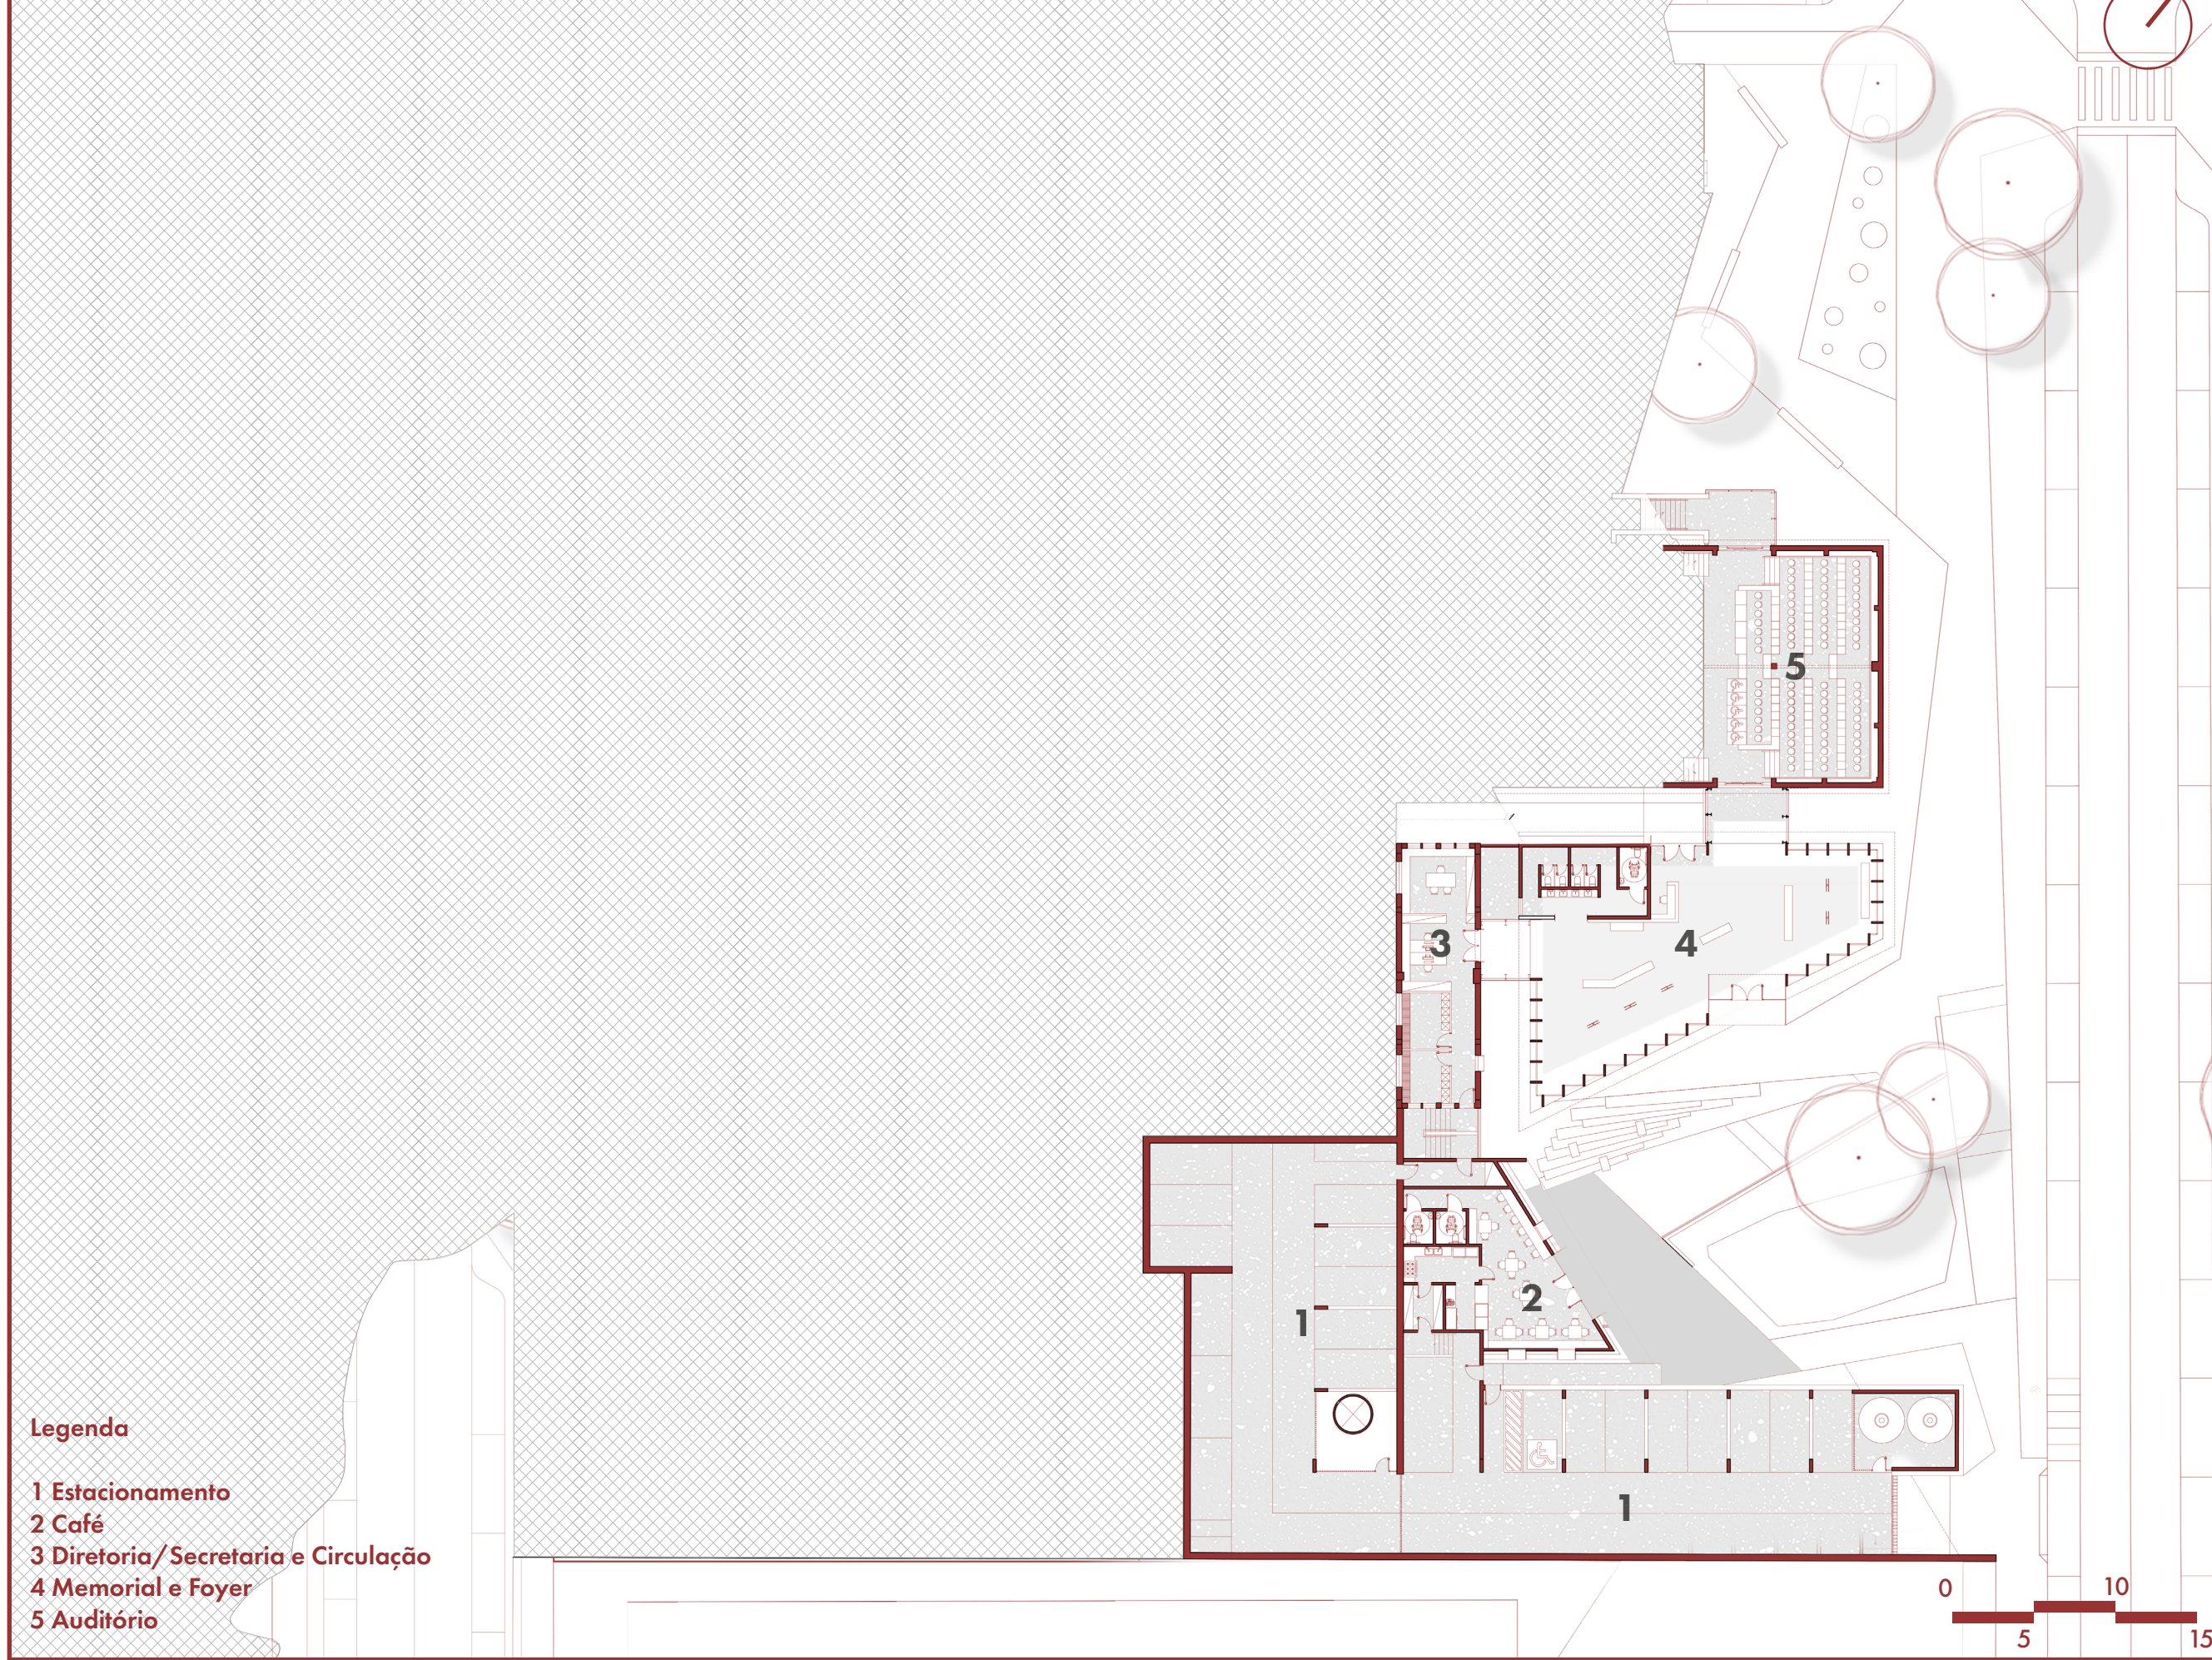 5
3
4
2
1
1
Legenda
1 Estacionamento
2 Café
3 Diretoria/Secretaria e Circulação
4 Memorial e Foyer
5 Auditório
0
10
5
15